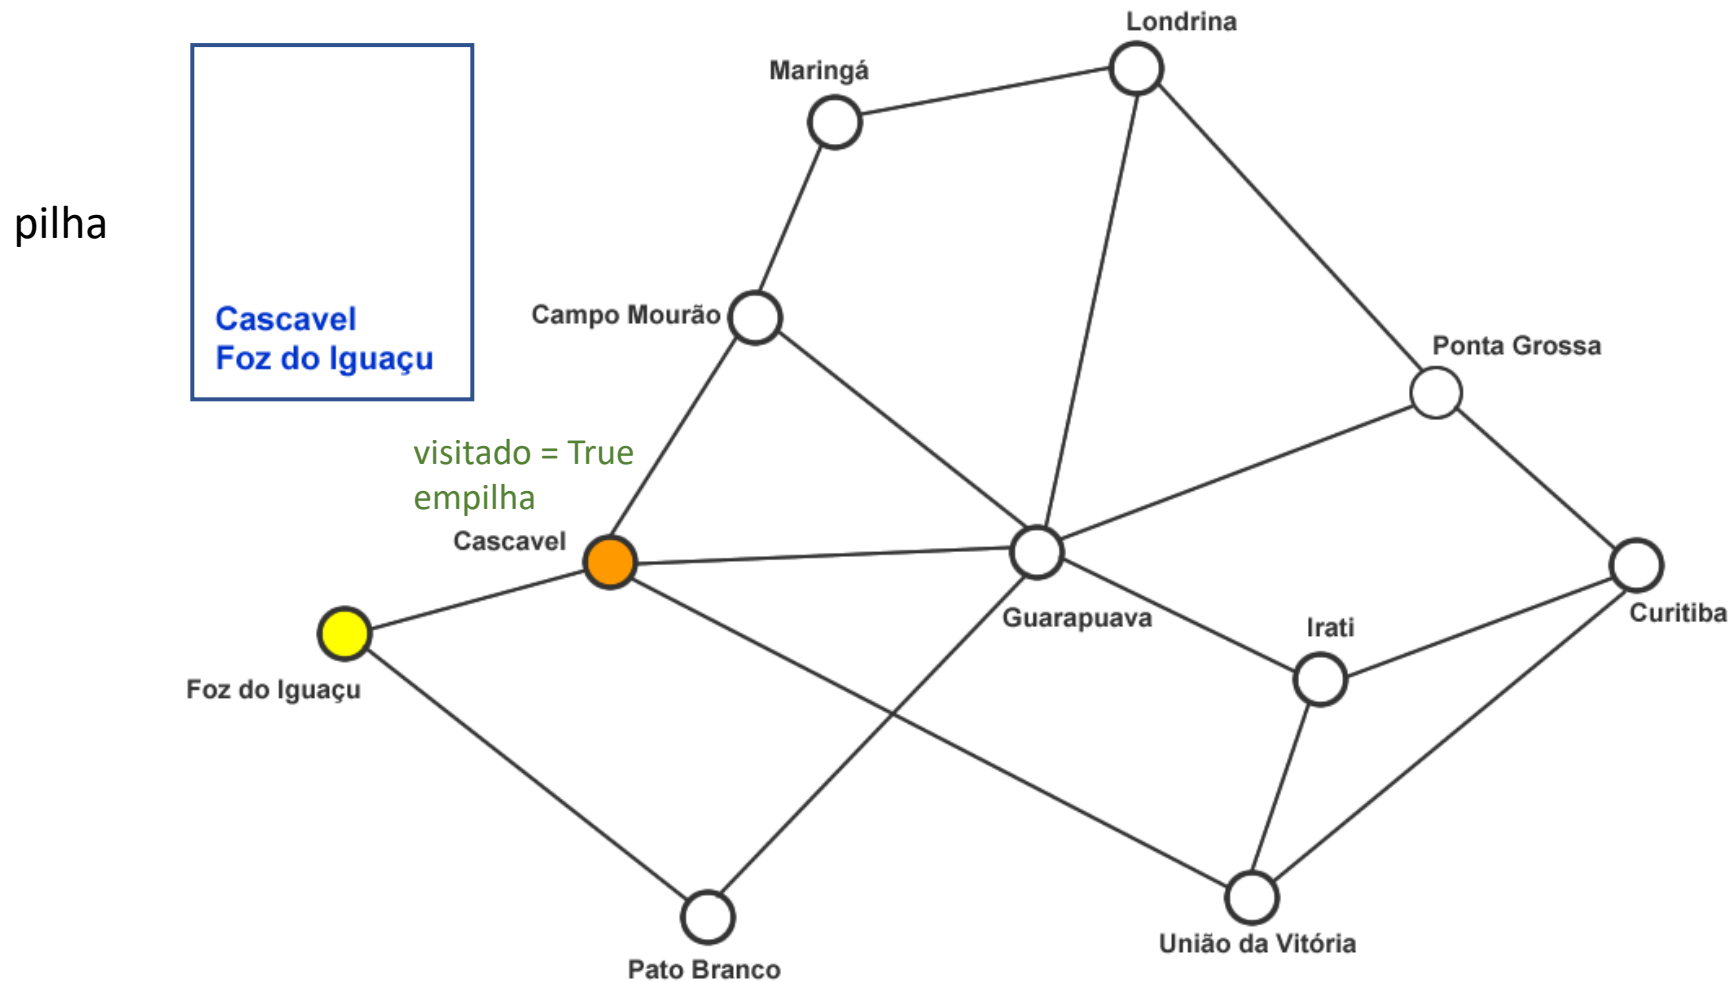 Londrina
Maringá
pilha
Cascavel
Foz do Iguaçu
Campo Mourão
Ponta Grossa
visitado = True
empilha
Cascavel
Guarapuava
Curitiba
Irati
Foz do Iguaçu
União da Vitória
Pato Branco